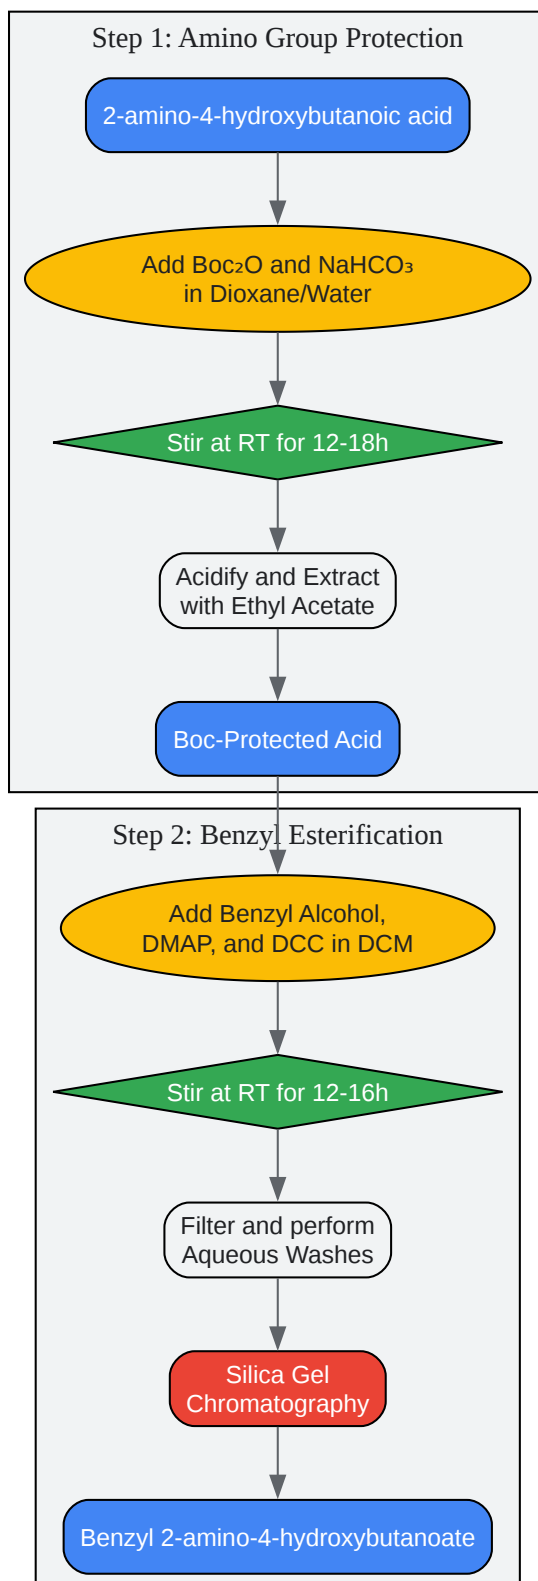 Step 1: Amino Group Protection
2-amino-4-hydroxybutanoic acid
Add Boc₂O and NaHCO₃
in Dioxane/Water
Stir at RT for 12-18h
Acidify and Extract
with Ethyl Acetate
Boc-Protected Acid
Step 2: Benzyl Esterification
Add Benzyl Alcohol,
DMAP, and DCC in DCM
Stir at RT for 12-16h
Filter and perform
Aqueous Washes
Silica Gel
Chromatography
Benzyl 2-amino-4-hydroxybutanoate